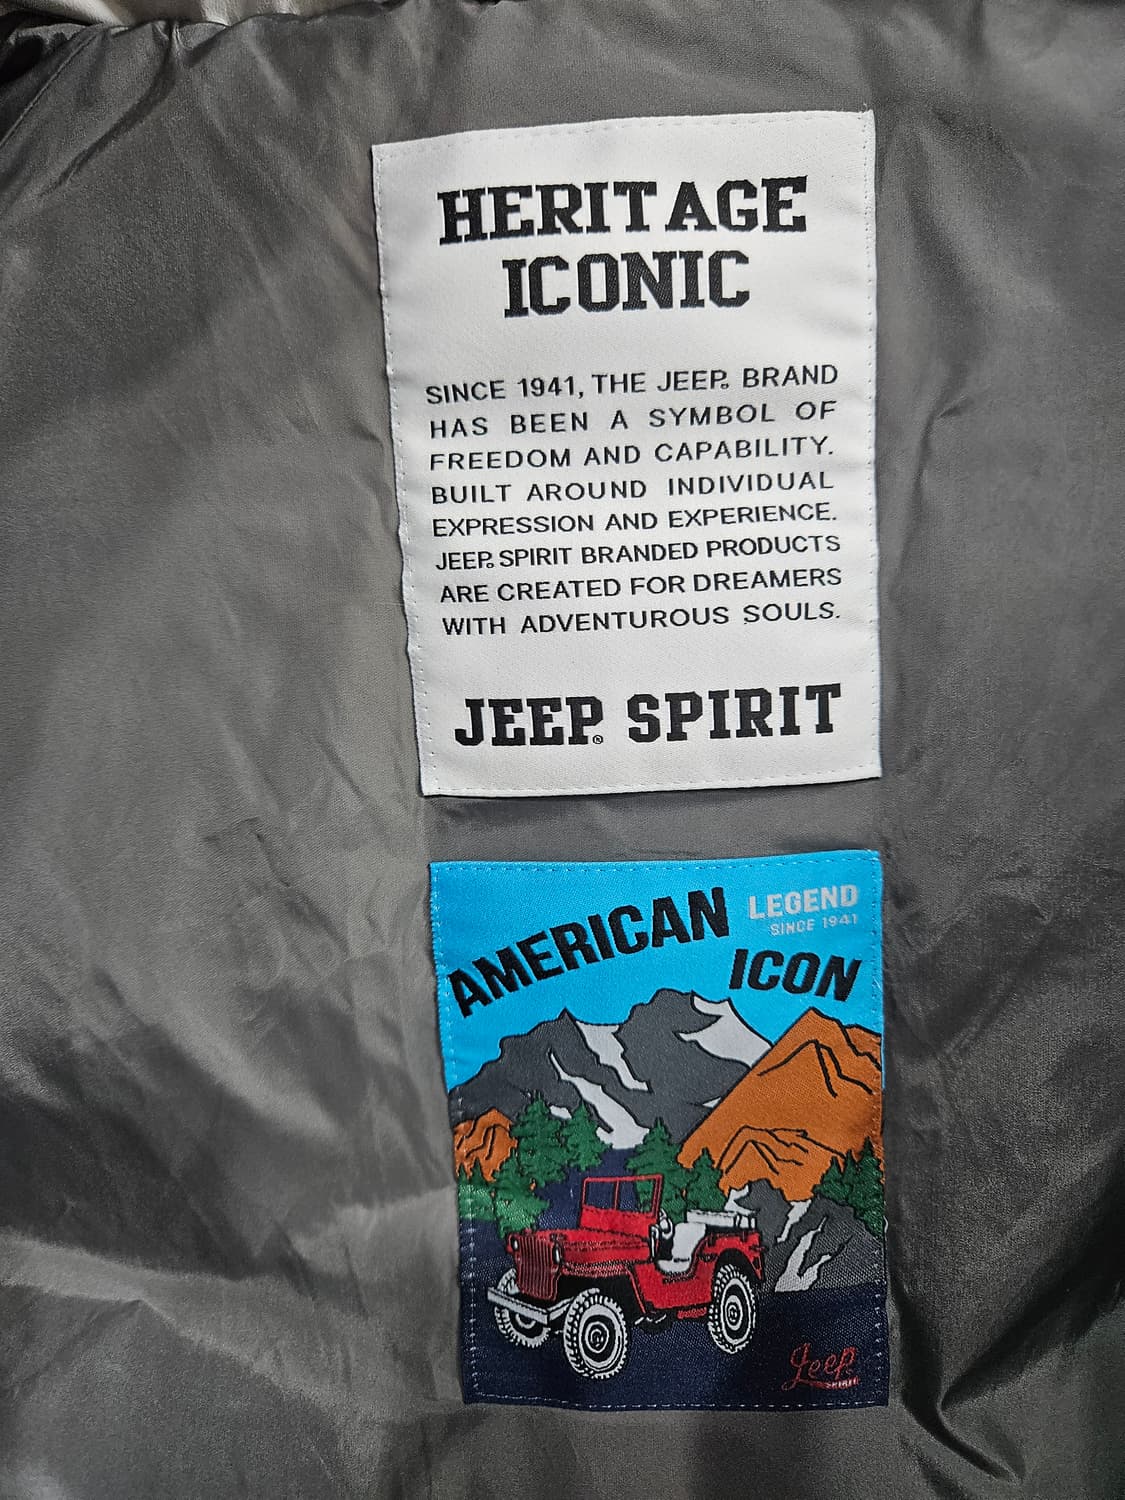 HERITAGE
ICONIC
SINCE 1941, THE JEEP® BRAND
HAS BEEN A SYMBOL OF
FREEDOM AND CAPABILITY.
BUILT AROUND INDIVIDUAL
EXPRESSION AND EXPERIENCE.
JEEP® SPIRIT BRANDED PRODUCTS
ARE CREATED FOR DREAMERS
WITH ADVENTUROUS SOULS.
JEEP® SPIRIT
AMERICAN
LEGEND
SINCE 1941
ICON
Jeep
SPIRIT